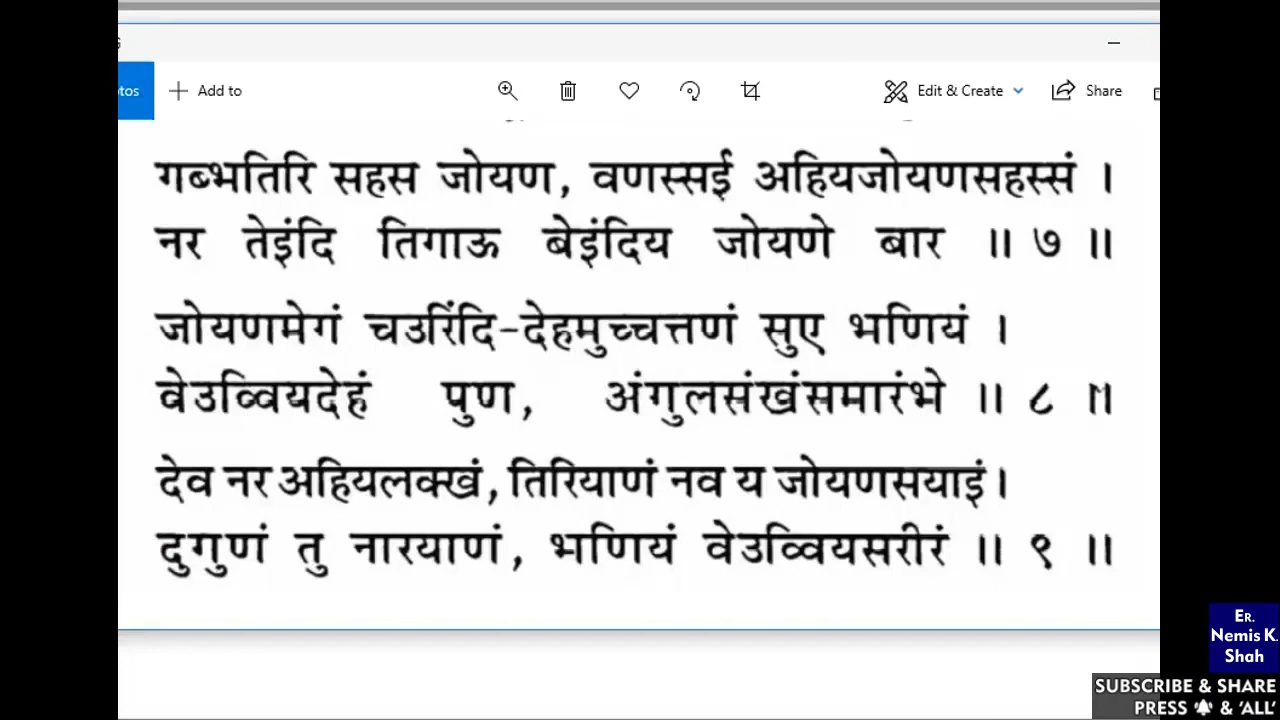 Add to
Edit & Create
Share
गब्भतिरि सहस जोयण, वणस्सई अहियजोयणसहस्सं ।
नर तेइंदि तिगाऊ बेइंदिय जोयणे बार ॥ ७ ॥
जोयणमेगं चउरिंदि-देहमुच्चत्तणं सुए भणियं ।
वेउव्वियदेहं पुण, अंगुलसंखंसमारंभे ॥ ८ ॥
देव नर अहियलक्खं, तिरियाणं नव य जोयणसयाइं।
दुगुणं तु नारयाणं, भणियं वेउव्वियसरीरं ॥ ९ ॥
ER.
Nemis K.
Shah
SUBSCRIBE & SHARE
PRESS & 'ALL'